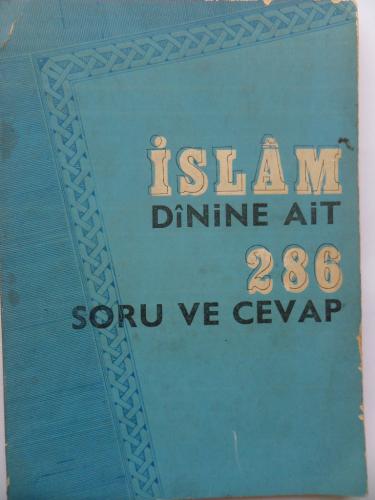 İSLÂM
DÎNİNE AİT
286
SORU VE CEVAP